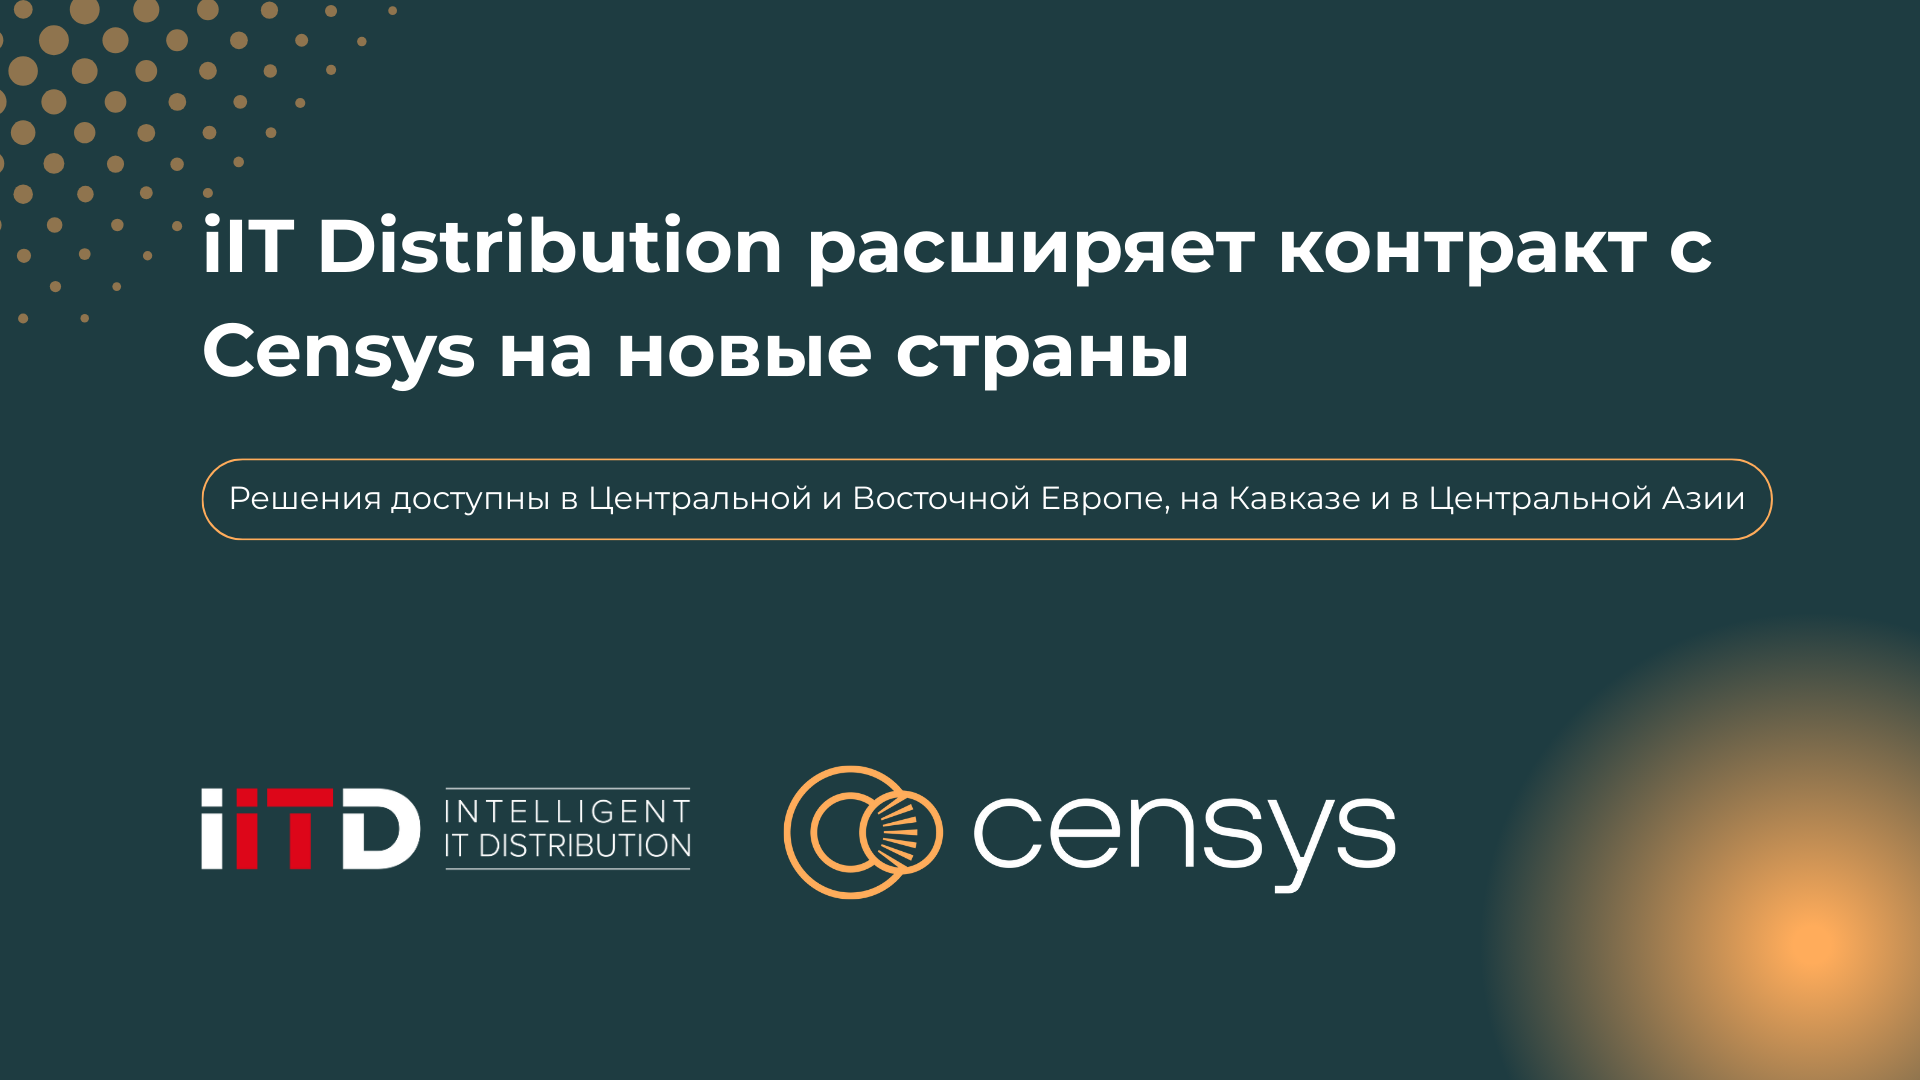 iIT Distribution расширяет контракт с
Censys на новые страны
Решения доступны в Центральной и Восточной Европе, на Кавказе и в Центральной Азии
iITD
INTELLIGENT
IT DISTRIBUTION
censys